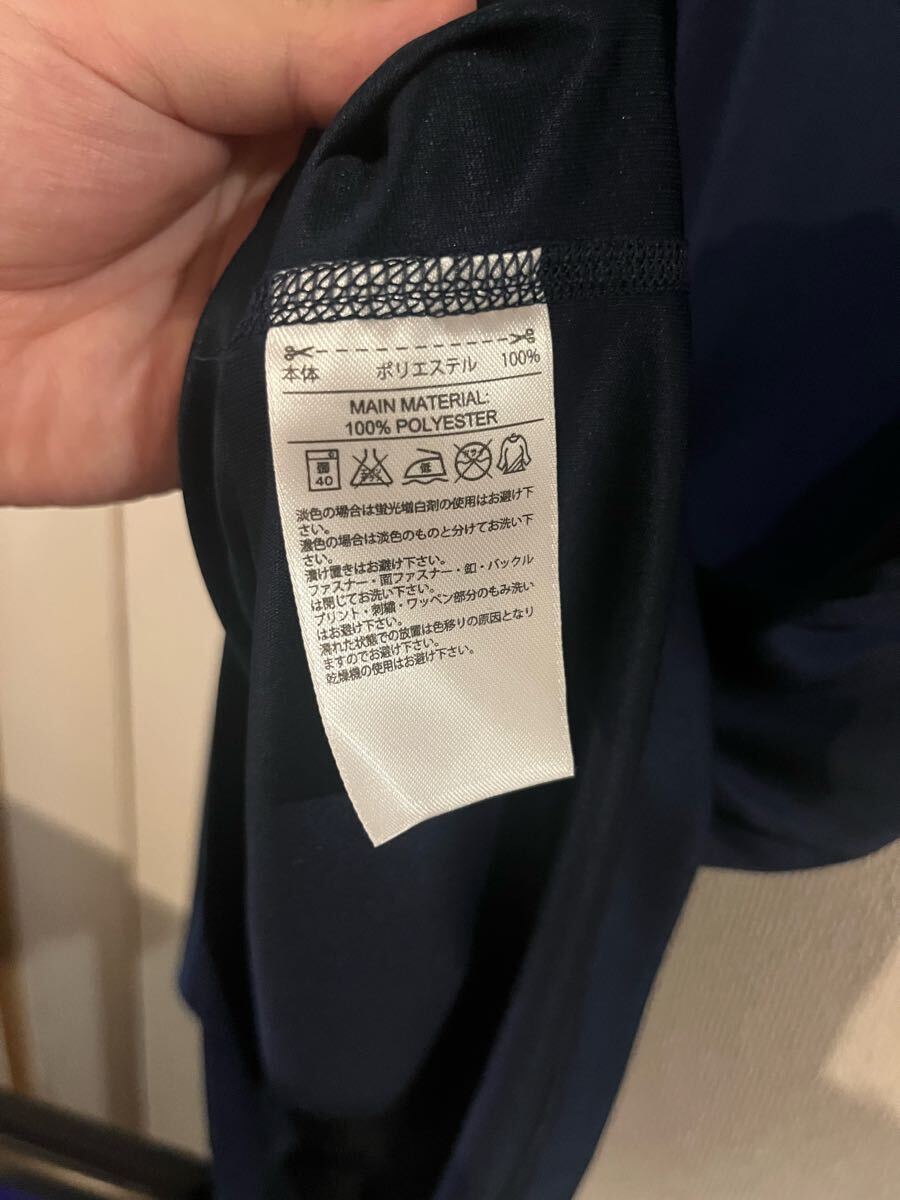 本体 ポリエステル 100%
MAIN MATERIAL:
100% POLYESTER
40 低
淡色の場合は蛍光増白剤の使用はお避け下
さい。
濃色の場合は淡色のものと分けてお洗い下
さい。
漬け置きはお避け下さい。
ファスナー・面ファスナー・釦・バックル
は閉じてお洗い下さい。
プリント・刺繍・ワッペン部分のもみ洗い
はお避け下さい。
濡れた状態での放置は色移りの原因となり
ますのでお避け下さい。
乾燥機の使用はお避け下さい。